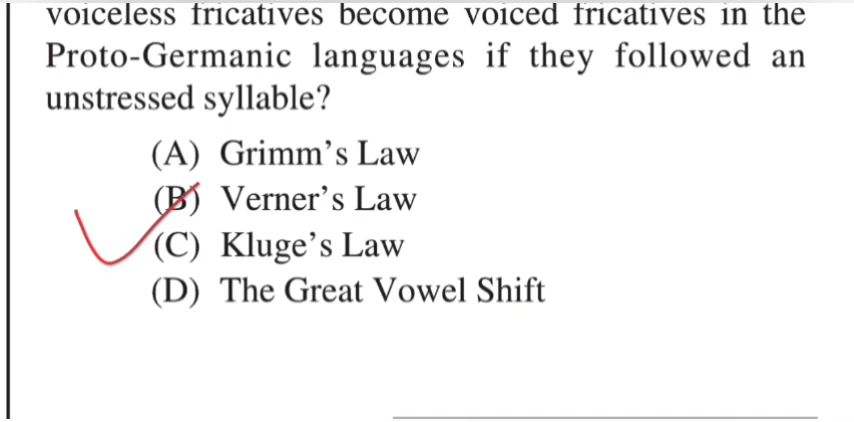 voiceless fricatives become voiced fricatives in the
Proto-Germanic languages if they followed an
unstressed syllable?
(A) Grimm's Law
(B) Verner's Law
(C) Kluge's Law
(D) The Great Vowel Shift